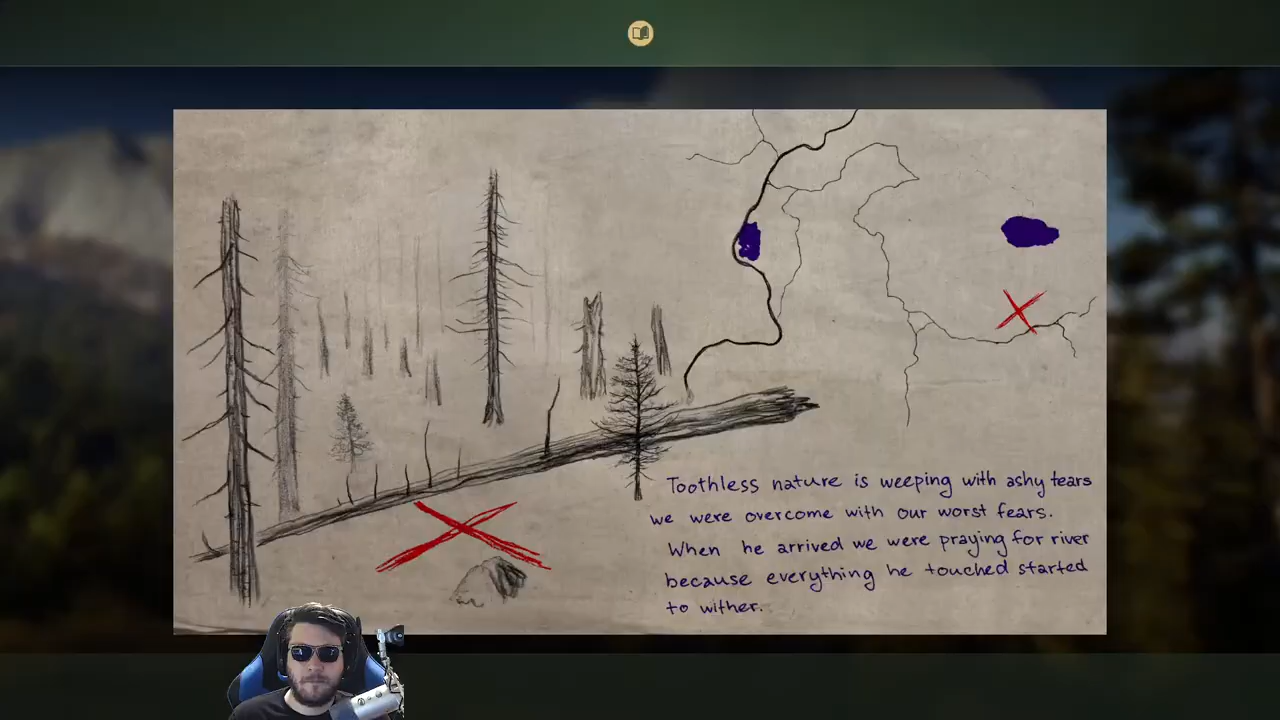 Toothless nature is weeping with ashy tears
we were overcome with our worst fears.
When he arrived we were praying for river
because everything he touched started
to wither.